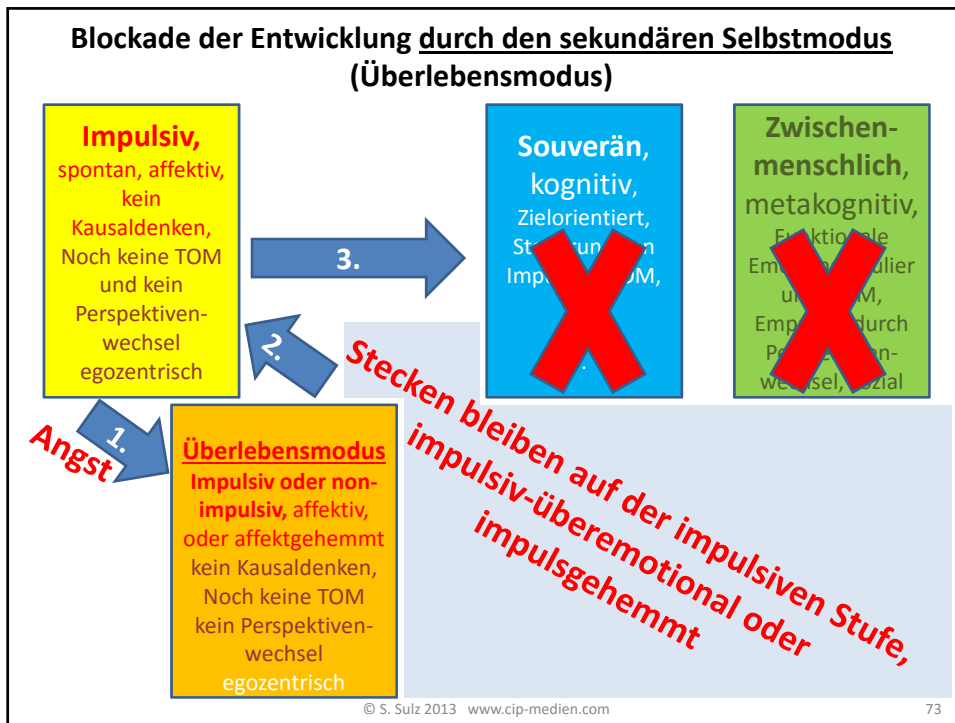 Blockade der Entwicklung durch den sekundären Selbstmodus
(Überlebensmodus)
Impulsiv,
spontan, affektiv,
kein
Kausaldenken,
Noch keine TOM
und kein
Perspektiven-
wechsel
egozentrisch
3.
Souverän,
kognitiv,
Zielorientiert,
Zwischen-
menschlich,
metakognitiv,
durch
sozial
2.
1.
Angst
Überlebensmodus
Impulsiv oder non-
impulsiv, affektiv,
oder affektgehemmt
kein Kausaldenken,
Noch keine TOM
kein Perspektiven-
wechsel
egozentrisch
Stecken bleiben auf der impulsiven Stufe,
impulsiv-überemotional oder
impulsgehemmt
© S. Sulz 2013 www.cip-medien.com
73